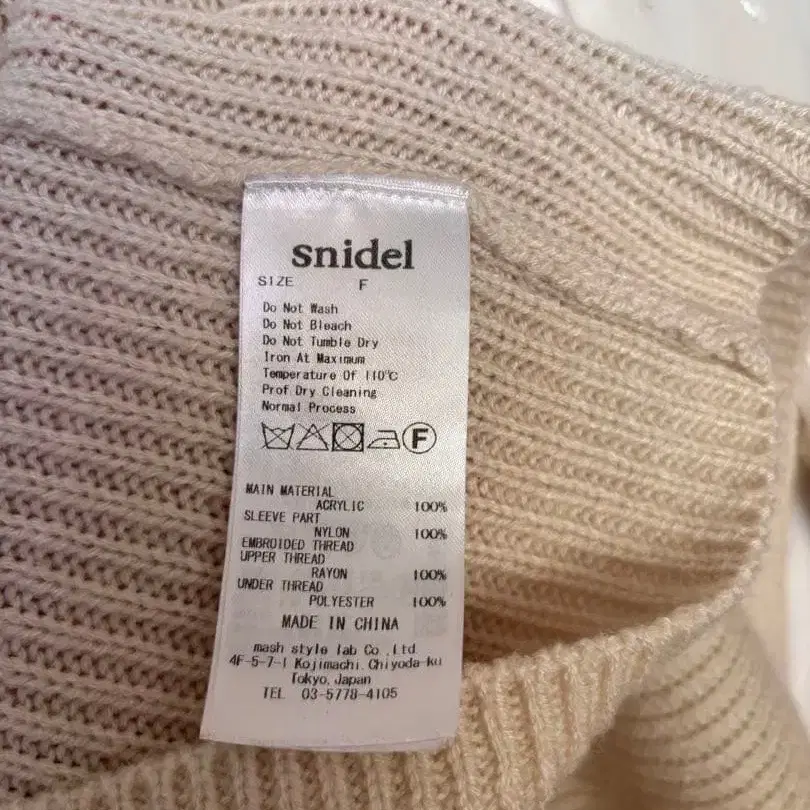 snidel
SIZE F
Do Not Wash
Do Not Bleach
Do Not Tumble Dry
Iron At Maximum
Temperature Of 110℃
Prof Dry Cleaning
Normal Process
F
MAIN MATERIAL
ACRYLIC 100%
SLEEVE PART
NYLON 100%
EMBROIDED THREAD
UPPER THREAD
RAYON 100%
UNDER THREAD
POLYESTER 100%
MADE IN CHINA
mash style lab Co.,Ltd
4F-5-7-1 Kojimachi, Chiyoda-ku
Tokyo, Japan
TEL 03-5778-4105